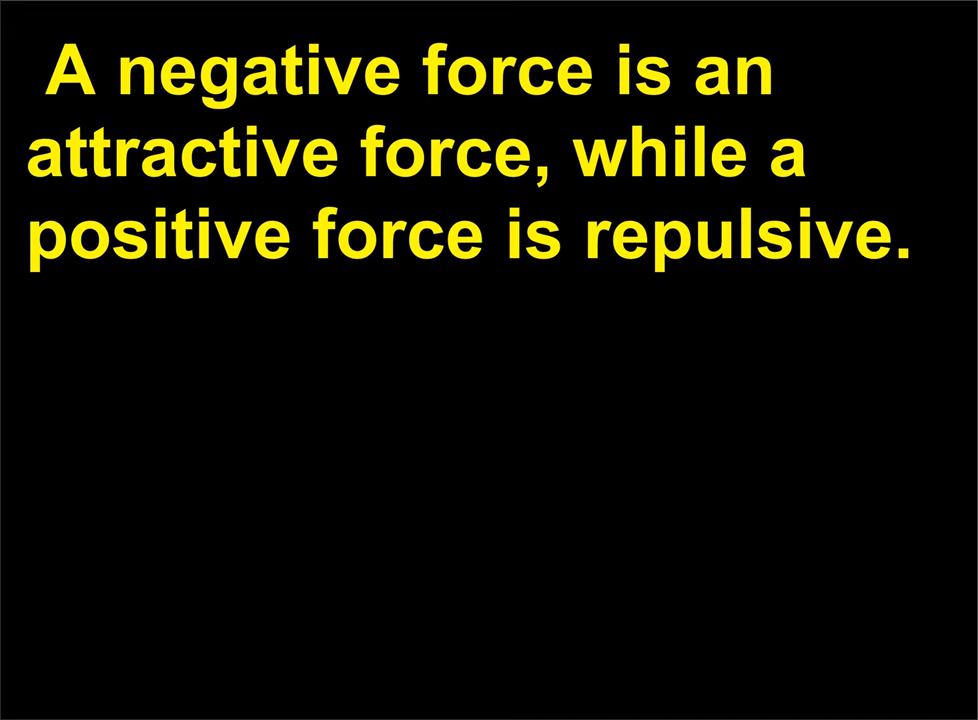 A negative force is an
attractive force, while a
positive force is repulsive.